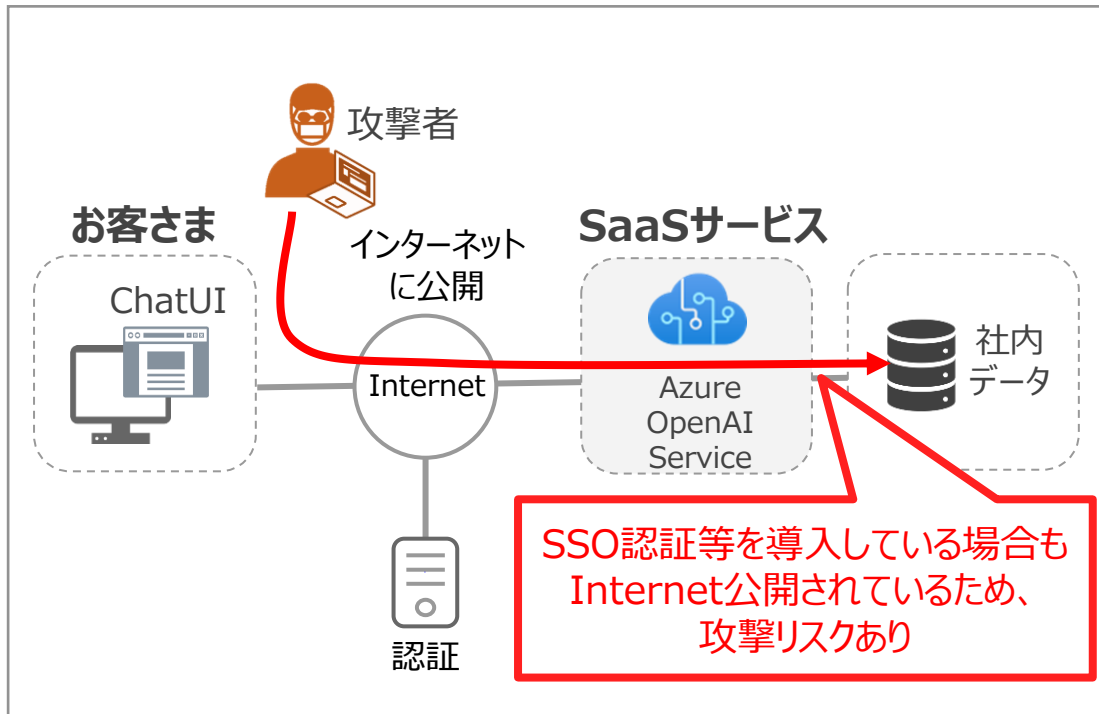 攻撃者
お客さま
ChatUI
インターネット
に公開
Internet
認証
SaaSサービス
Azure
OpenAI
Service
社内
データ
SSO認証等を導入している場合も
Internet公開されているため、
攻撃リスクあり